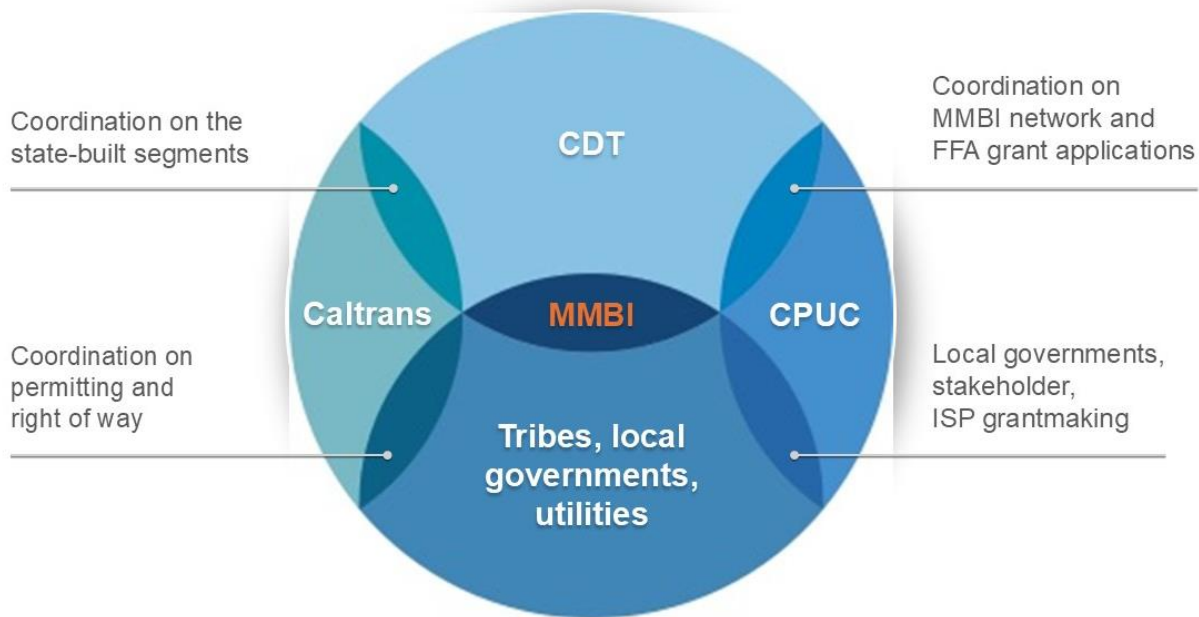 Coordination on the
state-built segments
CDT
Coordination on
MMBI network and
FFA grant applications
Caltrans
MMBI
CPUC
Coordination on
permitting and
right of way
Tribes, local
governments,
utilities
Local governments,
stakeholder,
ISP grantmaking